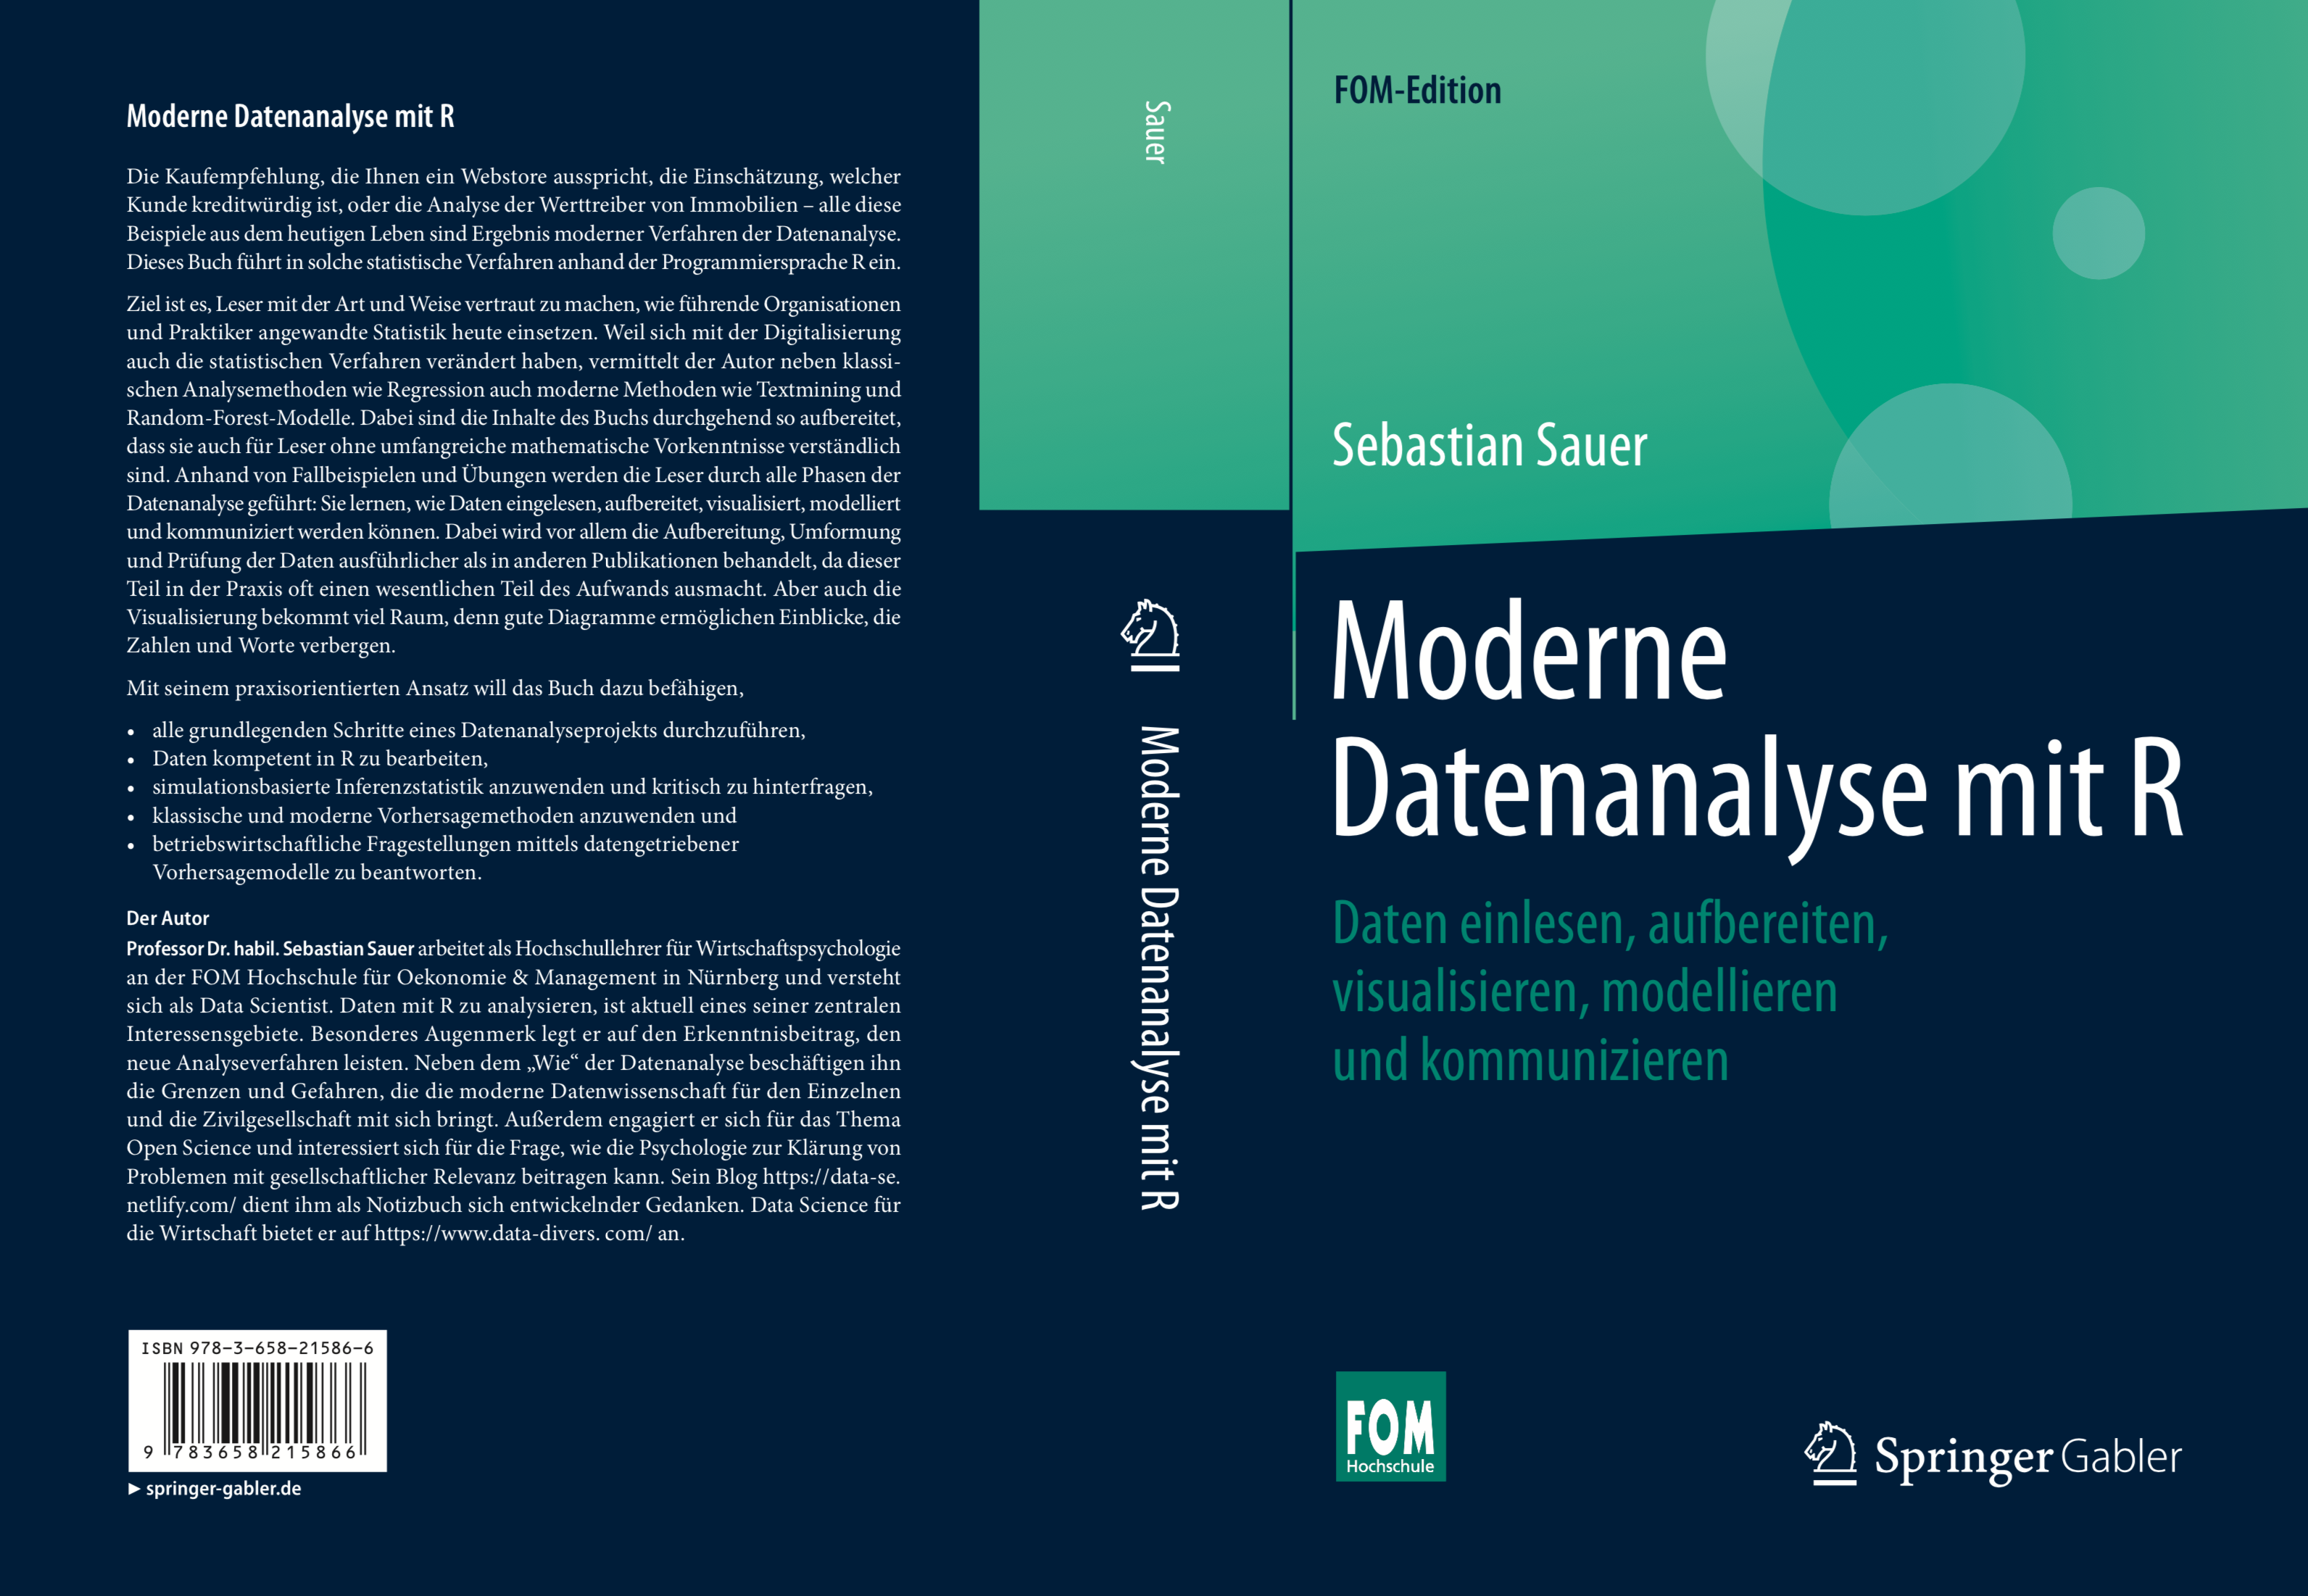 Moderne Datenanalyse mit R
Die Kaufempfehlung, die Ihnen ein Webstore ausspricht, die Einschätzung, welcher
Kunde kreditwürdig ist, oder die Analyse der Werttreiber von Immobilien – alle diese
Beispiele aus dem heutigen Leben sind Ergebnis moderner Verfahren der Datenanalyse.
Dieses Buch führt in solche statistische Verfahren anhand der Programmiersprache R ein.
Ziel ist es, Leser mit der Art und Weise vertraut zu machen, wie führende Organisationen
und Praktiker angewandte Statistik heute einsetzen. Weil sich mit der Digitalisierung
auch die statistischen Verfahren verändert haben, vermittelt der Autor neben klassi-
schen Analysemethoden wie Regression auch moderne Methoden wie Textmining und
Random-Forest-Modelle. Dabei sind die Inhalte des Buchs durchgehend so aufbereitet,
dass sie auch für Leser ohne umfangreiche mathematische Vorkenntnisse verständlich
sind. Anhand von Fallbeispielen und Übungen werden die Leser durch alle Phasen der
Datenanalyse geführt: Sie lernen, wie Daten eingelesen, aufbereitet, visualisiert, modelliert
und kommuniziert werden können. Dabei wird vor allem die Aufbereitung, Umformung
und Prüfung der Daten ausführlicher als in anderen Publikationen behandelt, da dieser
Teil in der Praxis oft einen wesentlichen Teil des Aufwands ausmacht. Aber auch die
Visualisierung bekommt viel Raum, denn gute Diagramme ermöglichen Einblicke, die
Zahlen und Worte verbergen.
Mit seinem praxisorientierten Ansatz will das Buch dazu befähigen,
• alle grundlegenden Schritte eines Datenanalyseprojekts durchzuführen,
• Daten kompetent in R zu bearbeiten,
• simulationsbasierte Inferenzstatistik anzuwenden und kritisch zu hinterfragen,
• klassische und moderne Vorhersagemethoden anzuwenden und
• betriebswirtschaftliche Fragestellungen mittels datengetriebener
Vorhersagemodelle zu beantworten.
Der Autor
Professor Dr. habil. Sebastian Sauer arbeitet als Hochschullehrer für Wirtschaftspsychologie
an der FOM Hochschule für Oekonomie & Management in Nürnberg und versteht
sich als Data Scientist. Daten mit R zu analysieren, ist aktuell eines seiner zentralen
Interessensgebiete. Besonderes Augenmerk legt er auf den Erkenntnisbeitrag, den
neue Analyseverfahren leisten. Neben dem „Wie“ der Datenanalyse beschäftigen ihn
die Grenzen und Gefahren, die die moderne Datenwissenschaft für den Einzelnen
und die Zivilgesellschaft mit sich bringt. Außerdem engagiert er sich für das Thema
Open Science und interessiert sich für die Frage, wie die Psychologie zur Klärung von
Problemen mit gesellschaftlicher Relevanz beitragen kann. Sein Blog https://data-se.
netlify.com/ dient ihm als Notizbuch sich entwickelnder Gedanken. Data Science für
die Wirtschaft bietet er auf https://www.data-divers. com/ an.
ISBN 978-3-658-21586-6
9 783658 215866
► springer-gabler.de
Sauer
Moderne Datenanalyse mit R
FOM-Edition
Sebastian Sauer
Moderne
Datenanalyse mit R
Daten einlesen, aufbereiten,
visualisieren, modellieren
und kommunizieren
FOM
Hochschule
Springer Gabler